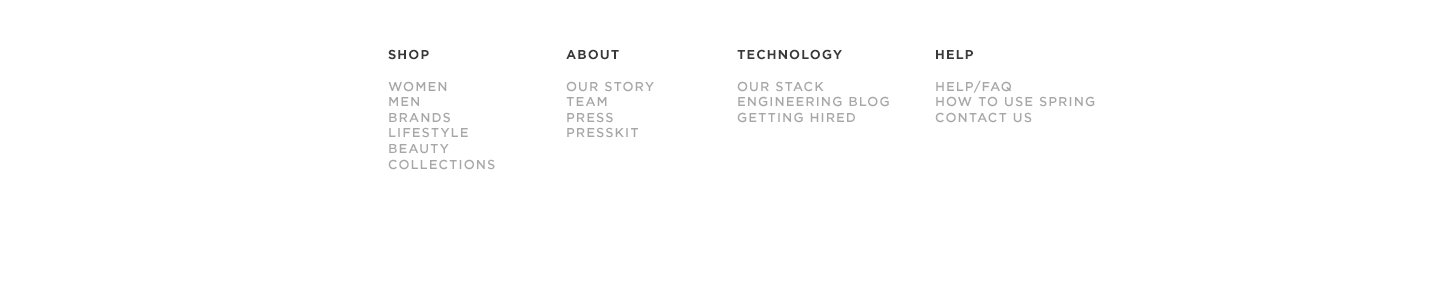 SHOP
WOMEN
MEN
BRANDS
LIFESTYLE
BEAUTY
COLLECTIONS
ABOUT
OUR STORY
TEAM
PRESS
PRESSKIT
TECHNOLOGY
OUR STACK
ENGINEERING BLOG
GETTING HIRED
HELP
HELP/FAQ
HOW TO USE SPRING
CONTACT US